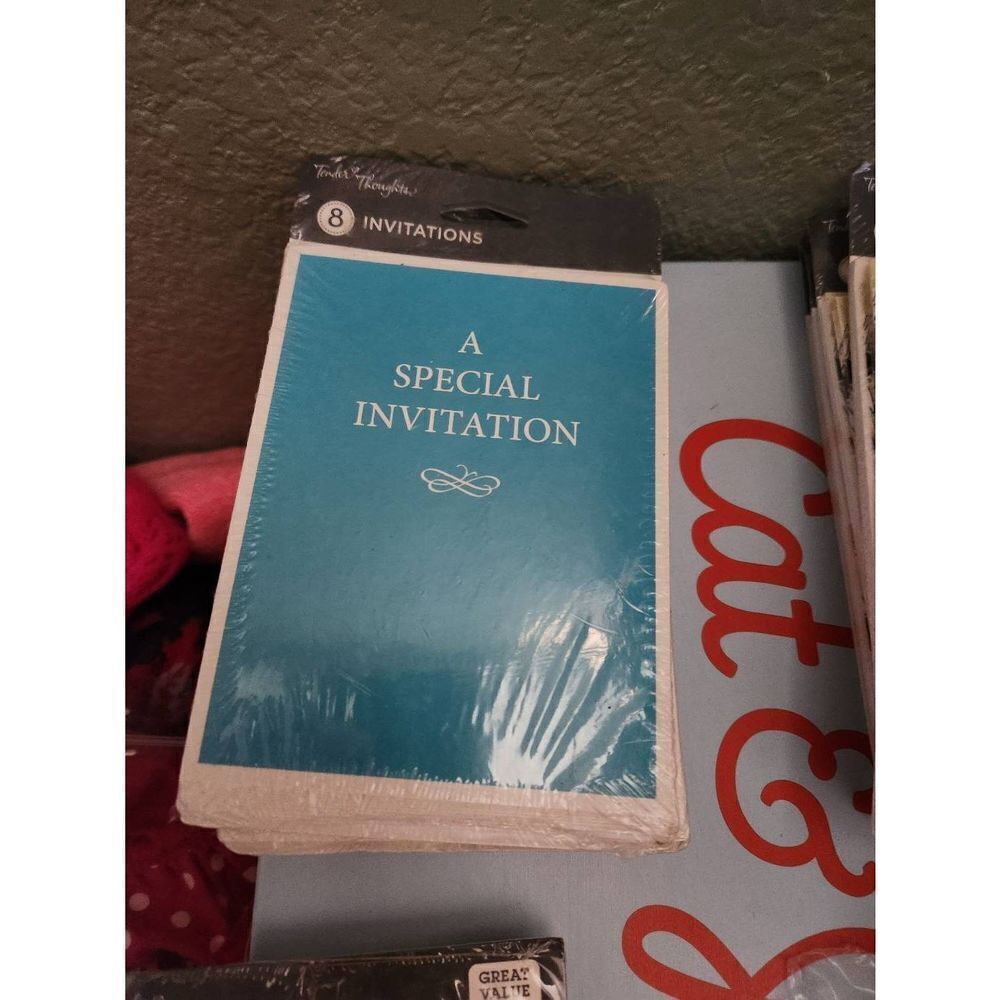 Tender Thoughts
8 INVITATIONS
A
SPECIAL
INVITATION
Cat &
GREAT
VALUE